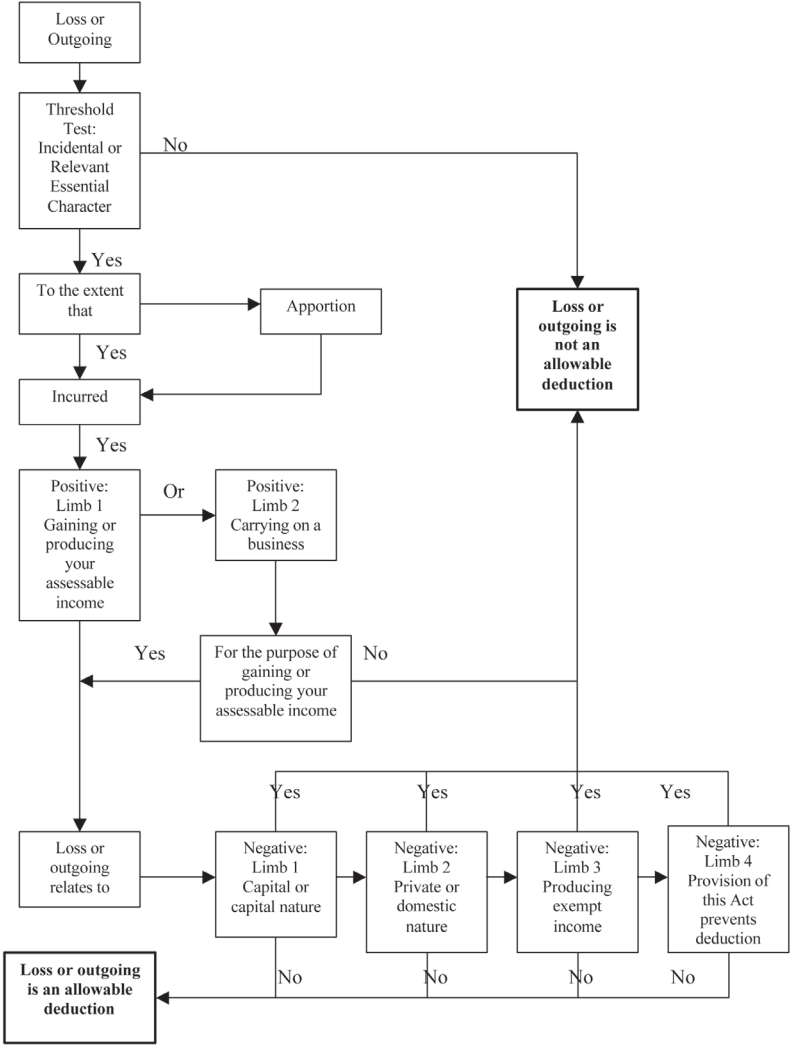 Loss or
Outgoing
Threshold
Test:
Incidental or
Relevant
Essential
Character
No
Yes
To the extent
that
Apportion
Loss or
outgoing is
not an
allowable
deduction
Yes
Incurred
Yes
Positive:
Limb 1
Gaining or
producing
your
assessable
income
Or
Positive:
Limb 2
Carrying on a
business
Yes
For the purpose of
gaining or
producing your
assessable income
No
Yes
Yes
Yes
Yes
Loss or
outgoing
relates to
Negative:
Limb 1
Capital or
capital nature
Negative:
Limb 2
Private or
domestic
nature
Negative:
Limb 3
Producing
exempt
income
Negative:
Limb 4
Provision of
this Act
prevents
deduction
No
No
No
No
Loss or outgoing
is an allowable
deduction